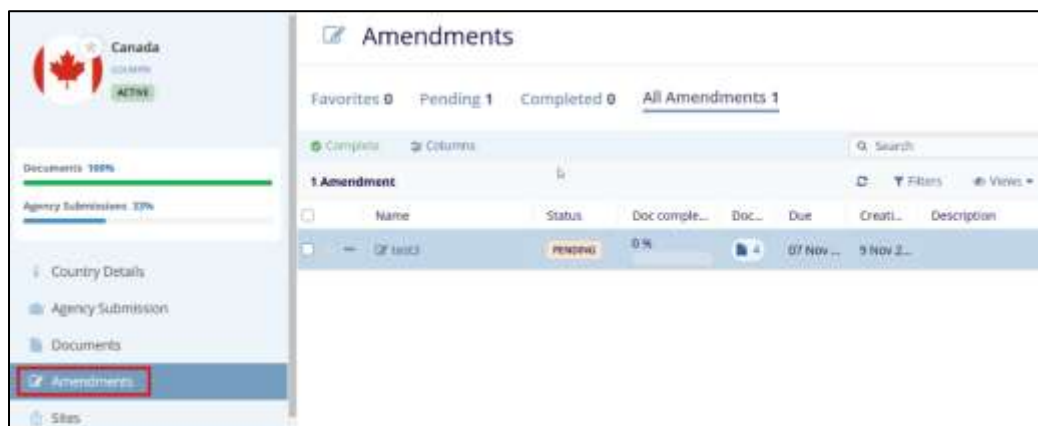 Canada
COUNTRY
ACTIVE
Documents 100%
Agency Submissions 33%
Country Details
Agency Submission
Documents
Amendments
Sites
Amendments
Favorites 0 Pending 1 Completed 0 All Amendments 1
Complete Columns Search
1 Amendment Filters Views
Name Status Doc comple... Doc... Due Creati... Description
PENDING 0 % 4 07 Nov ... 9 Nov 2...